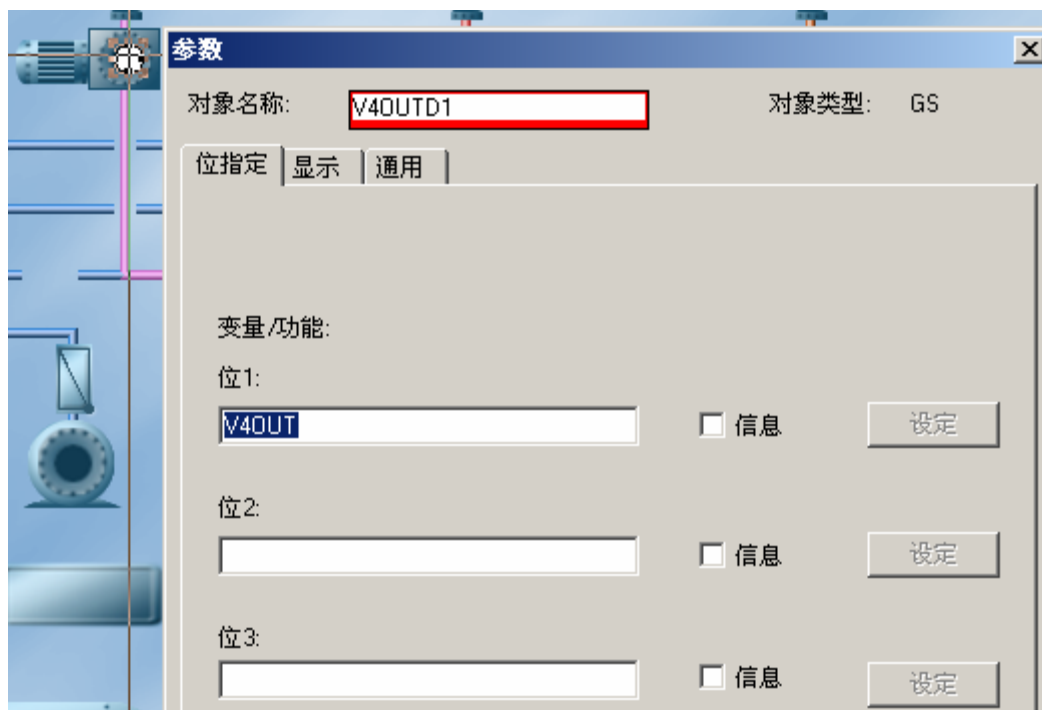 参数
对象名称: V4OUTD1 对象类型: GS
位指定 显示 通用
变量/功能:
位1:
V4OUT 信息 设定
位2:
信息 设定
位3:
信息 设定